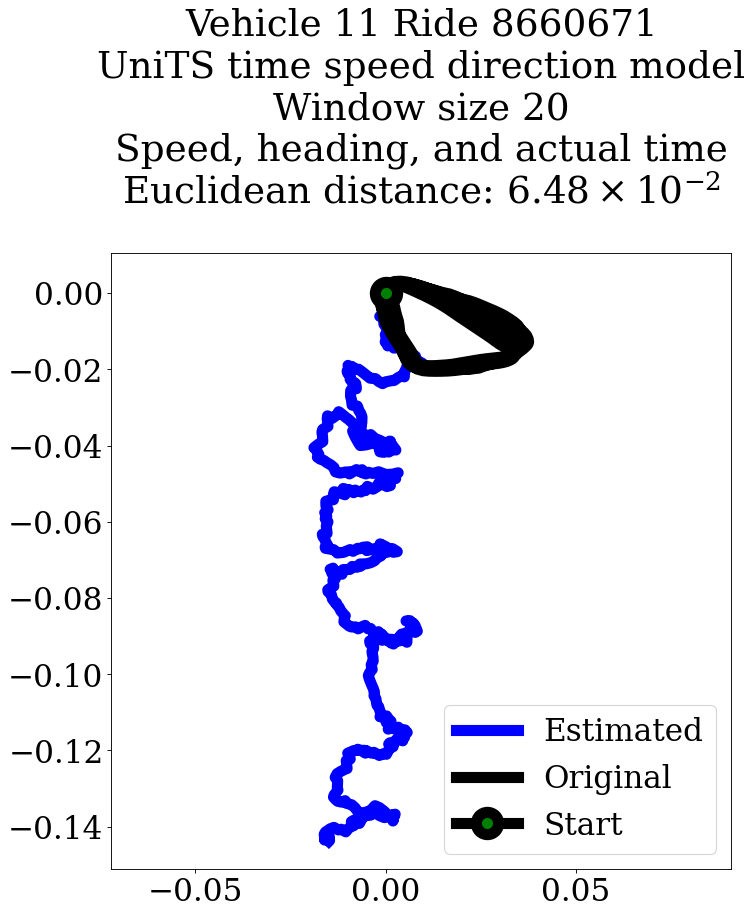 Vehicle 11 Ride 8660671
UniTS time speed direction model
Window size 20
Speed, heading, and actual time
Euclidean distance: 6.48 × 10⁻²
0.00
−0.02
−0.04
−0.06
−0.08
−0.10
−0.12
−0.14
−0.05
0.00
0.05
Estimated
Original
Start